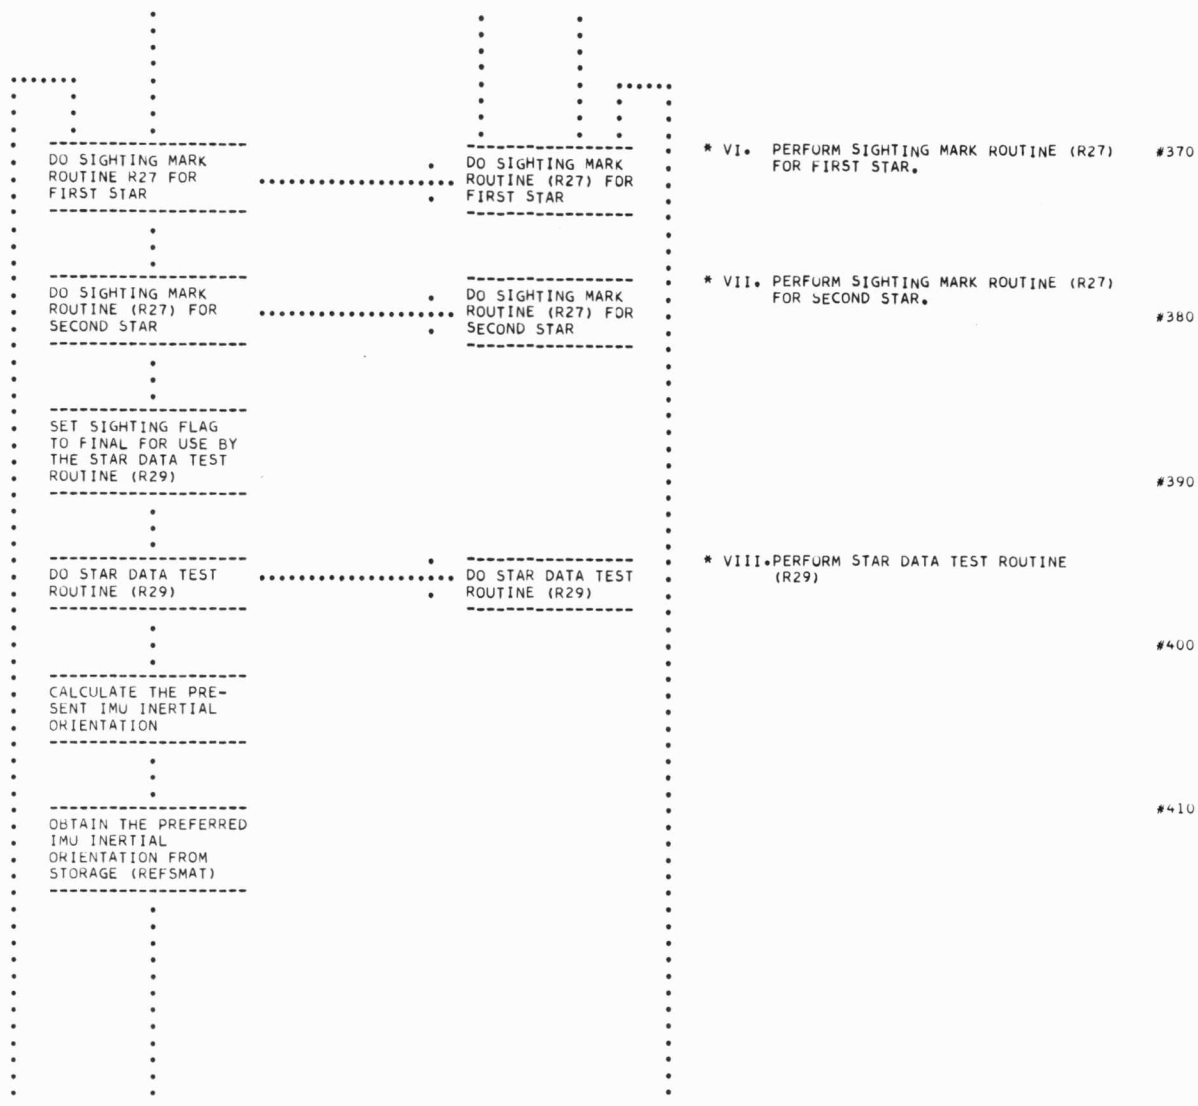 DO SIGHTING MARK
ROUTINE R27 FOR
FIRST STAR
DO SIGHTING MARK
ROUTINE (R27) FOR
FIRST STAR
* VI. PERFORM SIGHTING MARK ROUTINE (R27)
FOR FIRST STAR.
#370
DO SIGHTING MARK
ROUTINE (R27) FOR
SECOND STAR
DO SIGHTING MARK
ROUTINE (R27) FOR
SECOND STAR
* VII. PERFORM SIGHTING MARK ROUTINE (R27)
FOR SECOND STAR.
#380
SET SIGHTING FLAG
TO FINAL FOR USE BY
THE STAR DATA TEST
ROUTINE (R29)
#390
DO STAR DATA TEST
ROUTINE (R29)
DO STAR DATA TEST
ROUTINE (R29)
* VIII.PERFORM STAR DATA TEST ROUTINE
(R29)
#400
CALCULATE THE PRE-
SENT IMU INERTIAL
ORIENTATION
#410
OBTAIN THE PREFERRED
IMU INERTIAL
ORIENTATION FROM
STORAGE (REFSMAT)